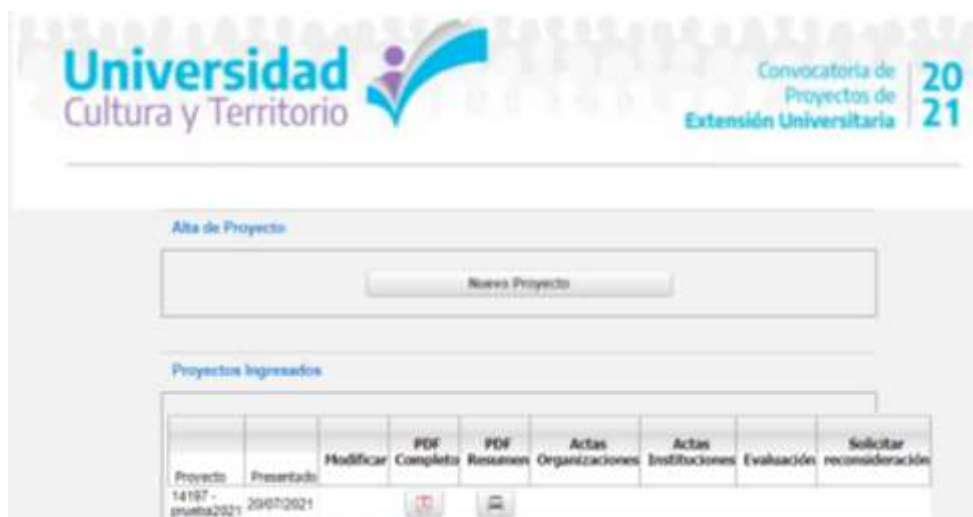 Universidad
Cultura y Territorio
Convocatoria de
Proyectos de
Extensión Universitaria
20
21
Alta de Proyecto
Nuevo Proyecto
Proyectos Ingresados
Proyecto Presentado Modificar PDF Completo PDF Resumen Actas Organizaciones Actas Instituciones Evaluación Solicitar reconsideración
14197 -
prueba2021 20/07/2021